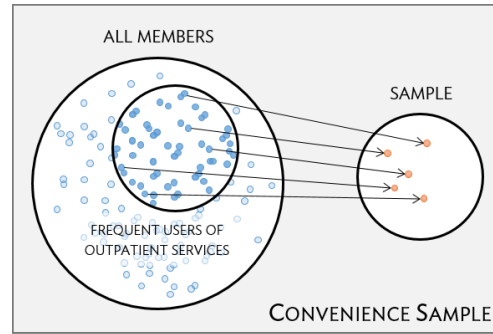 ALL MEMBERS
SAMPLE
FREQUENT USERS OF
OUTPATIENT SERVICES
CONVENIENCE SAMPLE